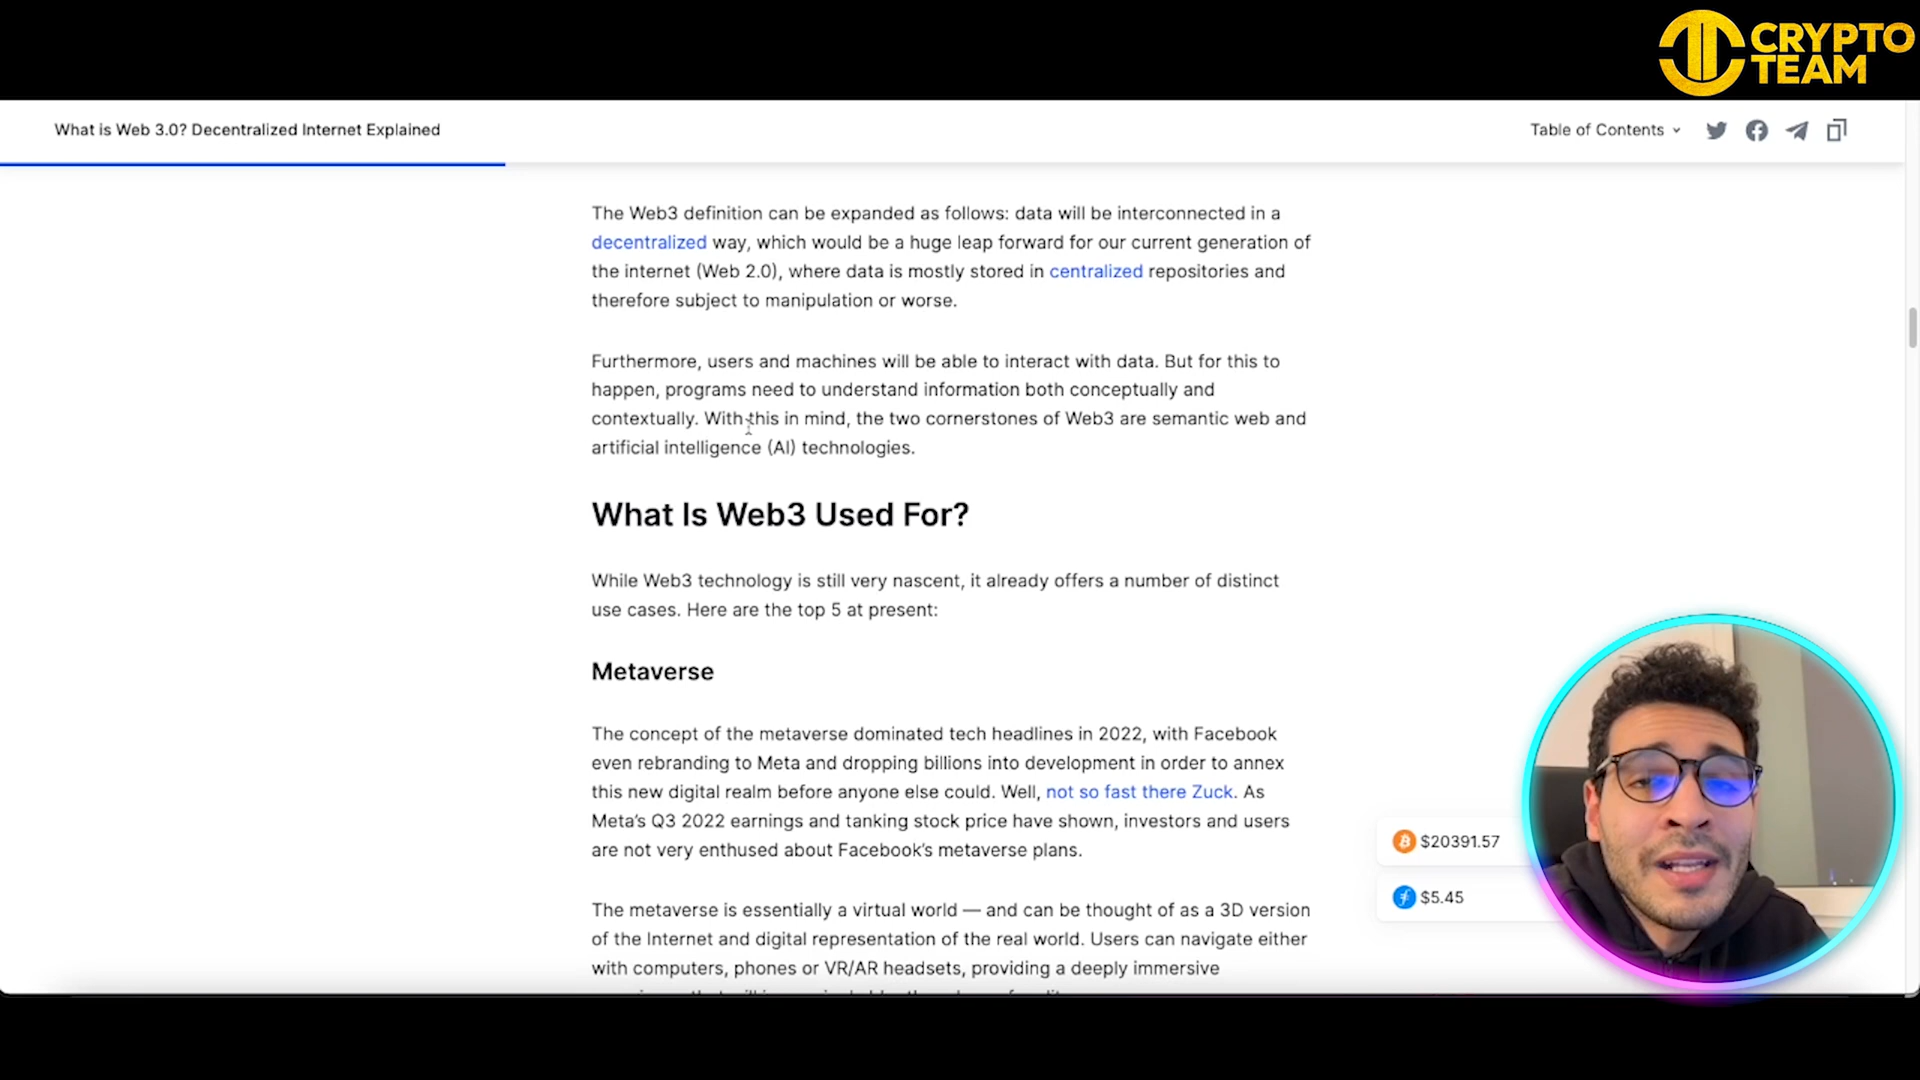 CRYPTO
TEAM
What is Web 3.0? Decentralized Internet Explained
Table of Contents
The Web3 definition can be expanded as follows: data will be interconnected in a
decentralized way, which would be a huge leap forward for our current generation of
the internet (Web 2.0), where data is mostly stored in centralized repositories and
therefore subject to manipulation or worse.
Furthermore, users and machines will be able to interact with data. But for this to
happen, programs need to understand information both conceptually and
contextually. With this in mind, the two cornerstones of Web3 are semantic web and
artificial intelligence (AI) technologies.
What Is Web3 Used For?
While Web3 technology is still very nascent, it already offers a number of distinct
use cases. Here are the top 5 at present:
Metaverse
The concept of the metaverse dominated tech headlines in 2022, with Facebook
even rebranding to Meta and dropping billions into development in order to annex
this new digital realm before anyone else could. Well, not so fast there Zuck. As
Meta’s Q3 2022 earnings and tanking stock price have shown, investors and users
are not very enthused about Facebook’s metaverse plans.
The metaverse is essentially a virtual world — and can be thought of as a 3D version
of the Internet and digital representation of the real world. Users can navigate either
with computers, phones or VR/AR headsets, providing a deeply immersive
$20391.57
$5.45